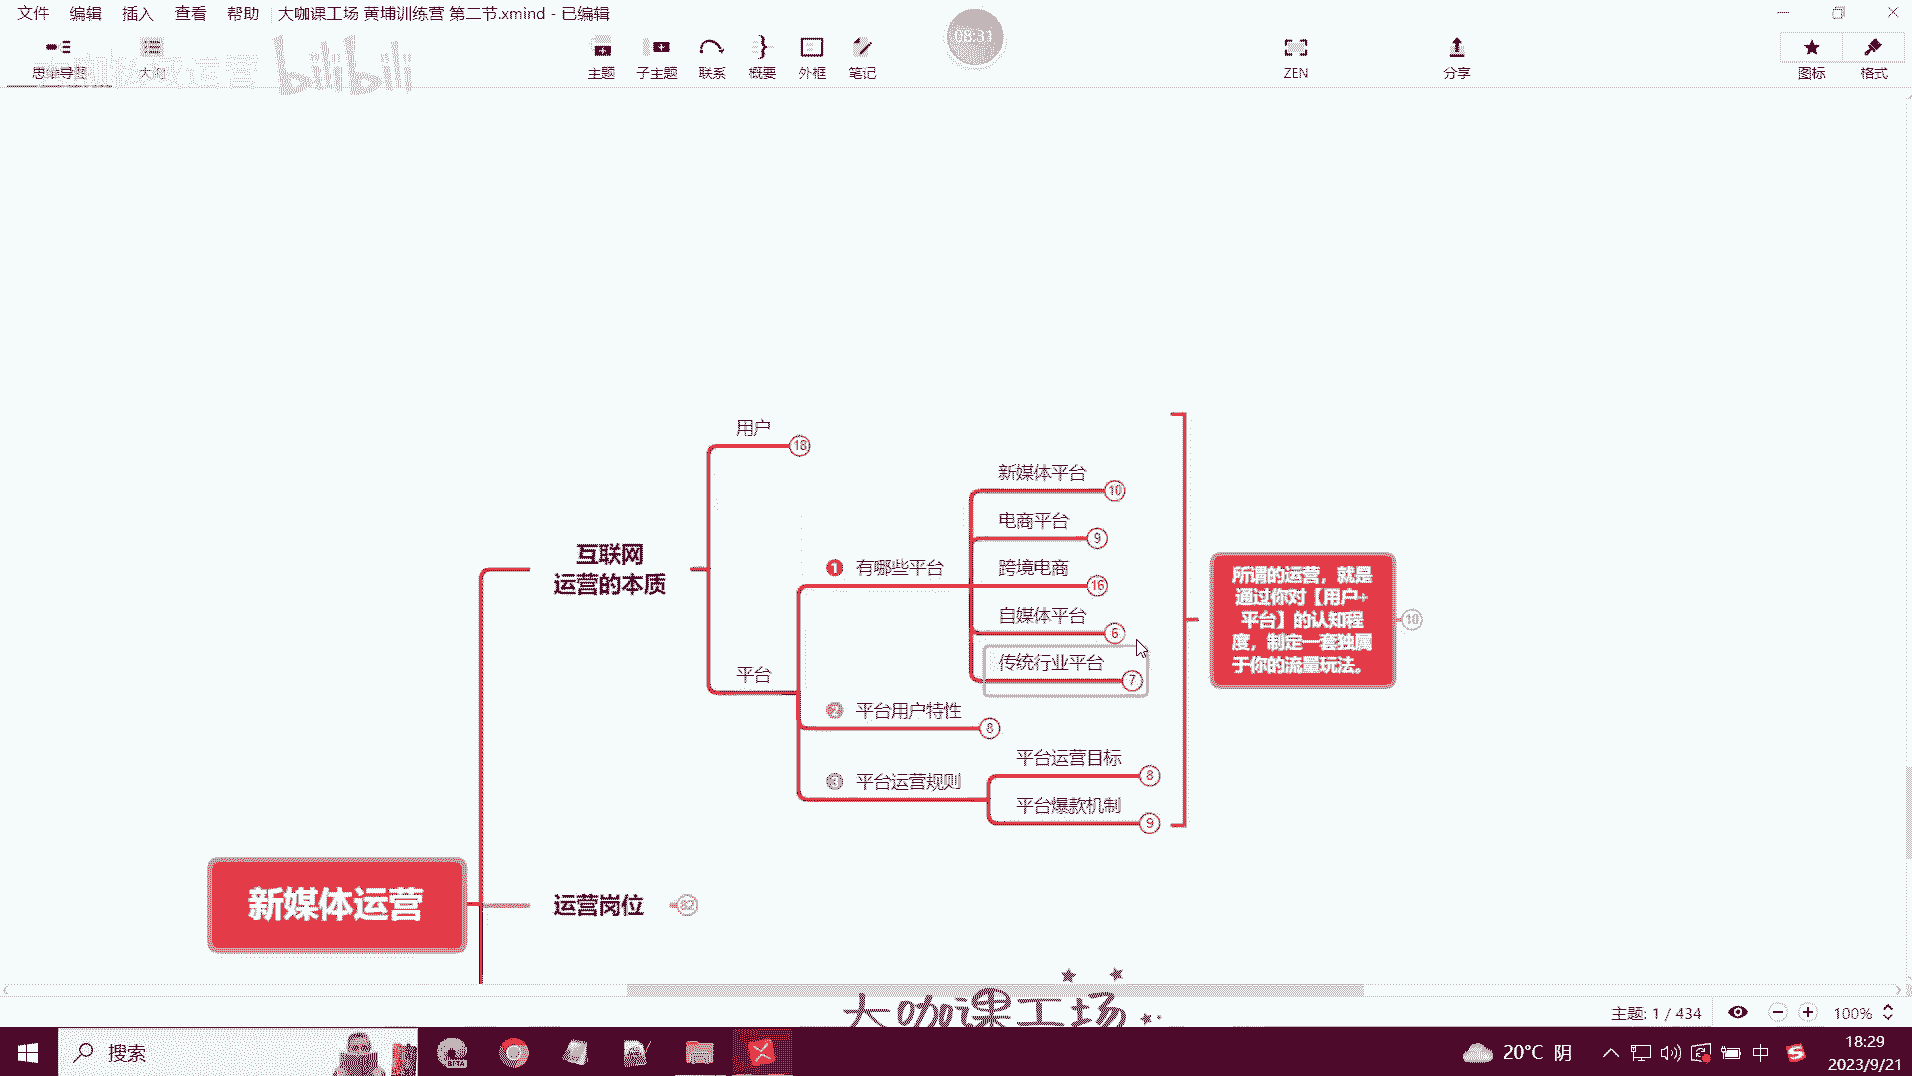 文件 编辑 插入 查看 帮助 大咖课工场 黄埔训练营 第二节.xmind - 已编辑
08:31
思维导图 大纲 主题 子主题 联系 概要 外框 笔记 ZEN 分享 图标 格式
bilibili
用户 18
新媒体平台 10
电商平台 9
互联网
运营的本质
1 有哪些平台
跨境电商 16
自媒体平台 6
传统行业平台 7
平台
2 平台用户特性 8
3 平台运营规则
平台运营目标 8
平台爆款机制 9
所谓的运营，就是
通过你对【用户+
平台】的认知程
度，制定一套独属
于你的流量玩法。
10
新媒体运营
运营岗位 82
大咖课工场
主题: 1 / 434 100%
搜索
BETA
20°C 阴
中
18:29
2023/9/21